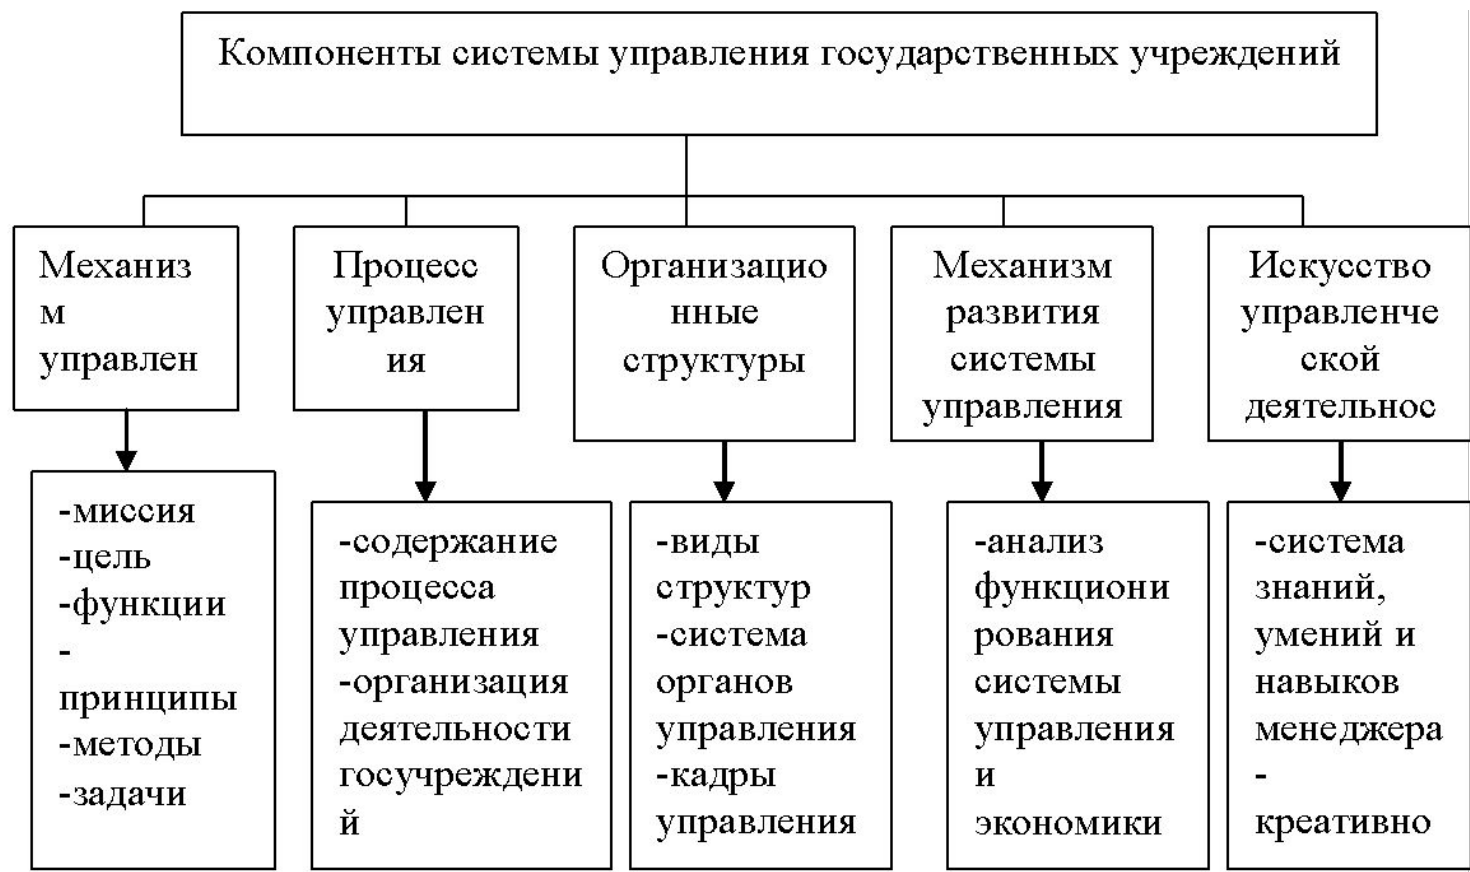 Компоненты системы управления государственных учреждений
Механиз
м
управлен
Процесс
управлен
ия
Организацио
нные
структуры
Механизм
развития
системы
управления
Искусство
управленче
ской
деятельнос
-миссия
-цель
-функции
-
принципы
-методы
-задачи
-содержание
процесса
управления
-организация
деятельности
госучреждени
й
-виды
структур
-система
органов
управления
-кадры
управления
-анализ
функциони
рования
системы
управления
и
экономики
-система
знаний,
умений и
навыков
менеджера
-
креативно